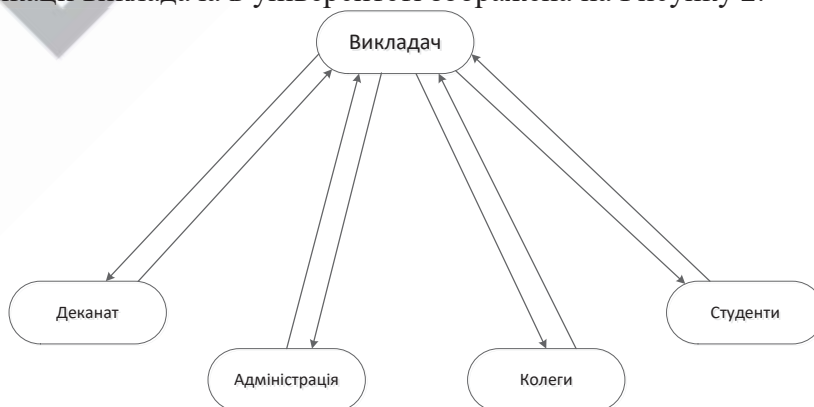 Викладач
Деканат
Студенти
Адміністрація
Колеги